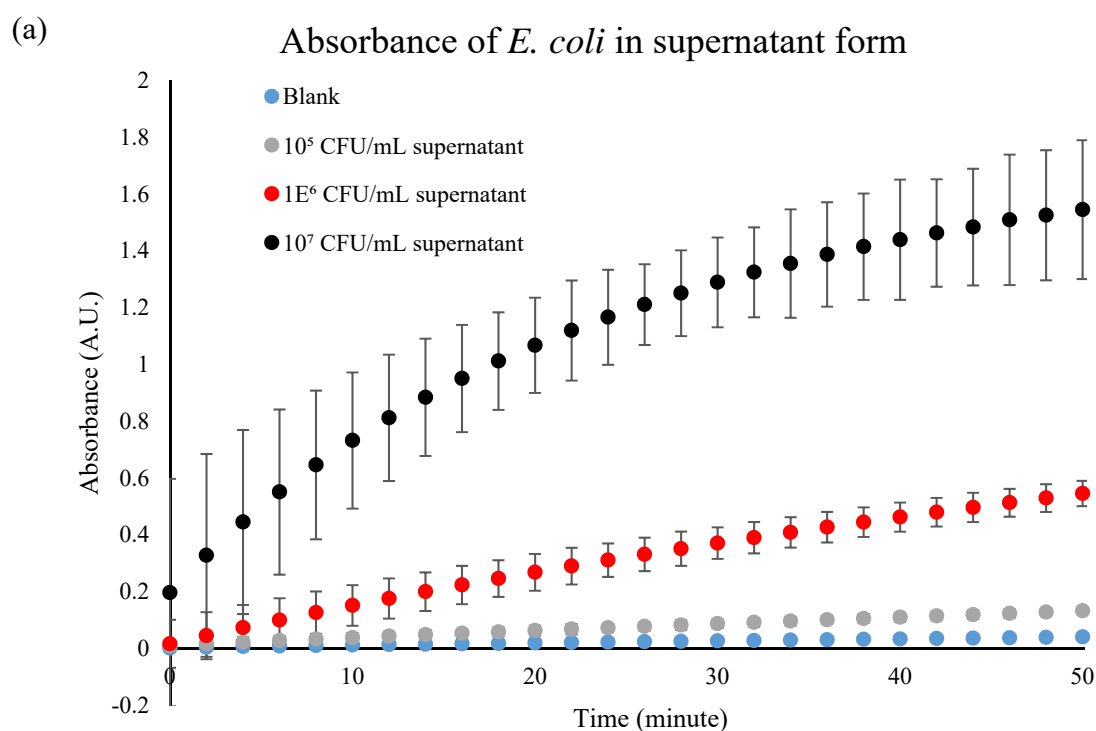 (a)
Absorbance of E. coli in supernatant form
2
1.8
1.6
1.4
1.2
1
0.8
0.6
0.4
0.2
0
-0.2
Absorbance (A.U.)
Blank
10⁵ CFU/mL supernatant
1E⁶ CFU/mL supernatant
10⁷ CFU/mL supernatant
0 10 20 30 40 50
Time (minute)